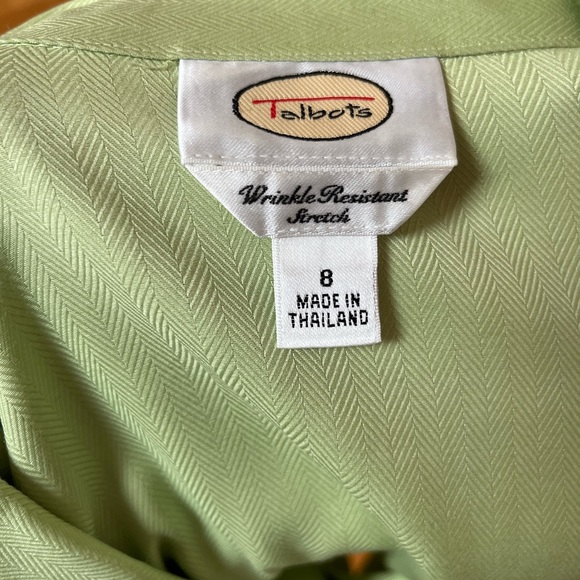 Talbots
Wrinkle Resistant
Stretch
8
MADE IN
THAILAND